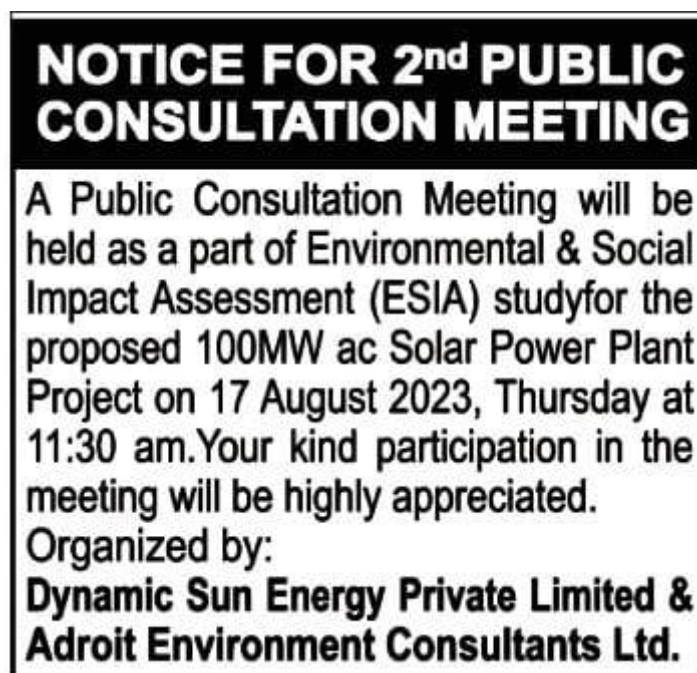 NOTICE FOR 2nd PUBLIC
CONSULTATION MEETING
A Public Consultation Meeting will be
held as a part of Environmental & Social
Impact Assessment (ESIA) studyfor the
proposed 100MW ac Solar Power Plant
Project on 17 August 2023, Thursday at
11:30 am.Your kind participation in the
meeting will be highly appreciated.
Organized by:
Dynamic Sun Energy Private Limited &
Adroit Environment Consultants Ltd.